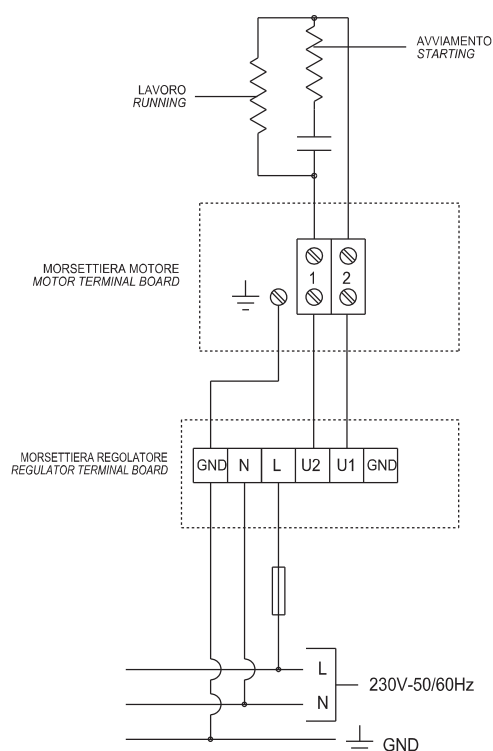 AVVIAMENTO
STARTING
LAVORO
RUNNING
MORSETTIERA MOTORE
MOTOR TERMINAL BOARD
1 2
MORSETTIERA REGOLATORE
REGULATOR TERMINAL BOARD
GND N L U2 U1 GND
L
N
230V-50/60Hz
GND